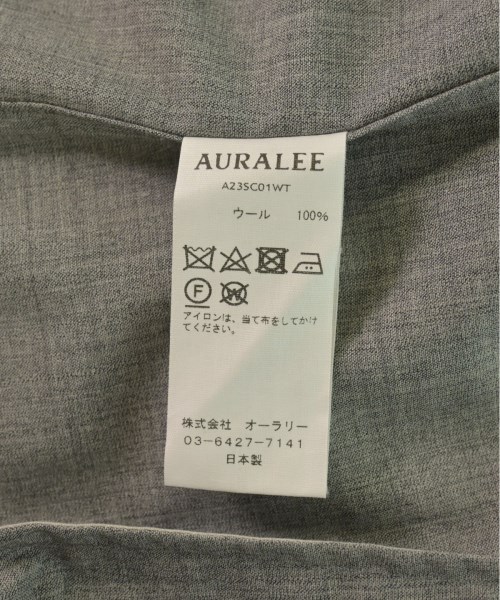 AURALEE
A23SC01WT
ウール 100%
F W
アイロンは、当て布をしてかけ
てください。
株式会社 オーラリー
03-6427-7141
日本製